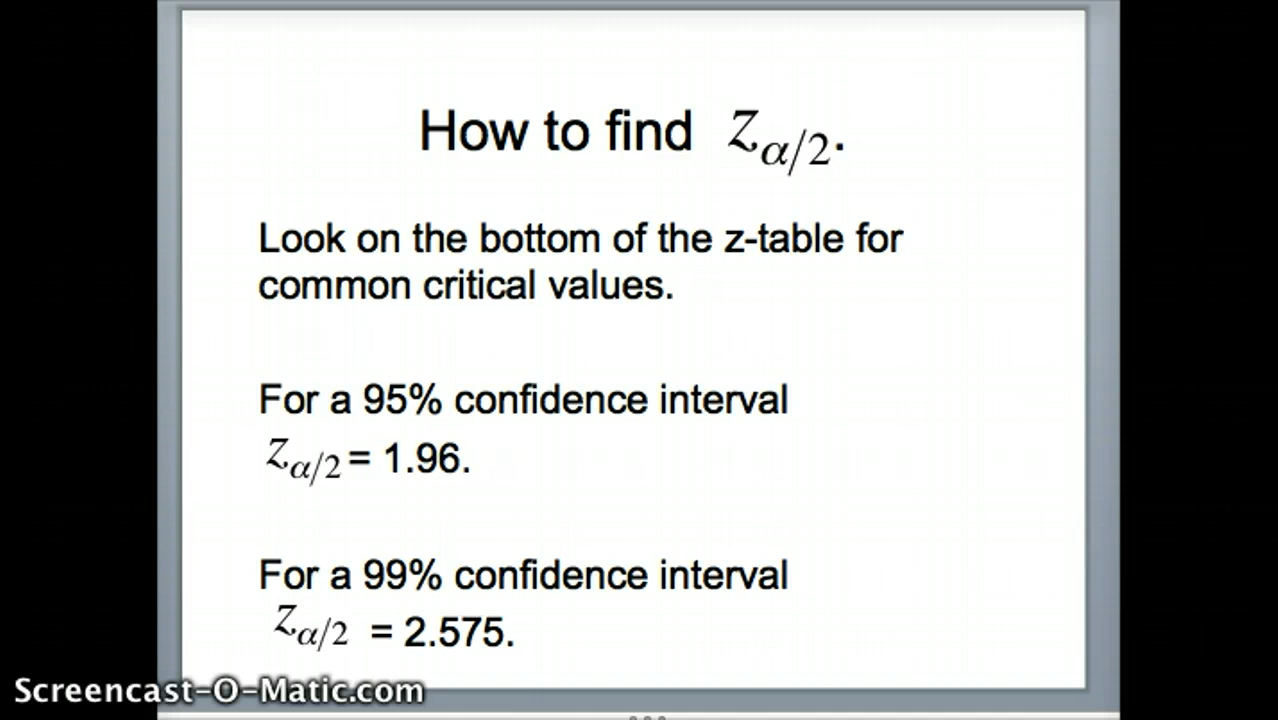 How to find z_{α/2}.
Look on the bottom of the z-table for
common critical values.
For a 95% confidence interval
z_{α/2} = 1.96.
For a 99% confidence interval
z_{α/2} = 2.575.
Screencast-O-Matic.com